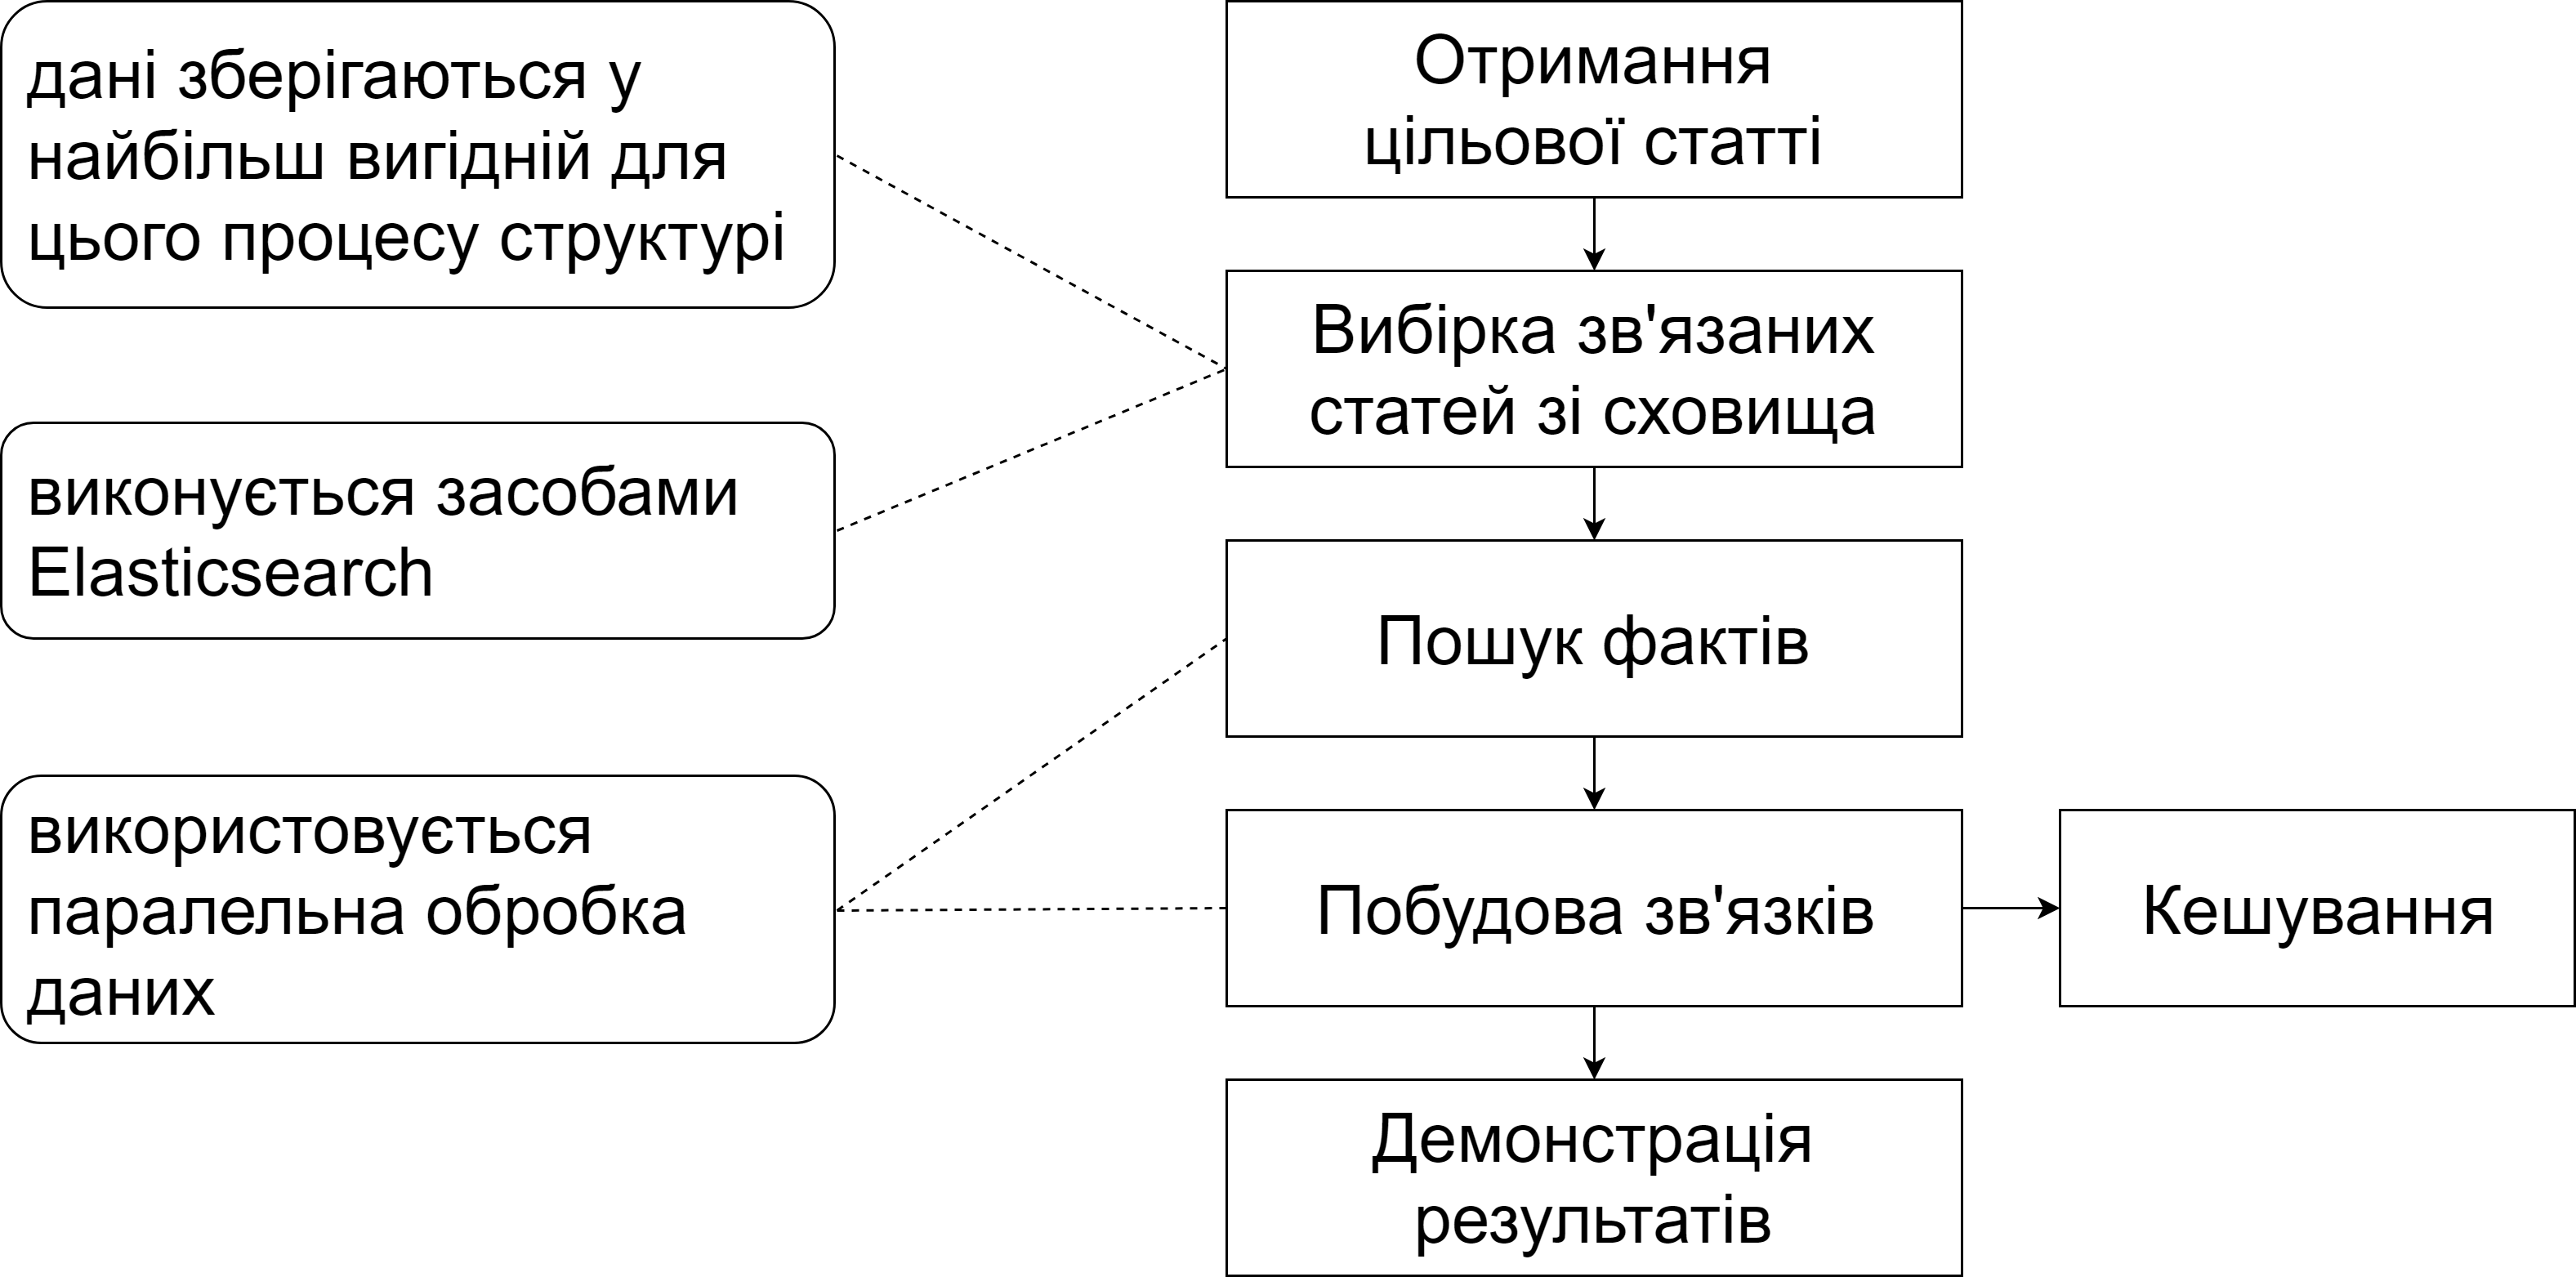 дані зберігаються у
найбільш вигідній для
цього процесу структурі
виконується засобами
Elasticsearch
використовується
паралельна обробка
даних
Отримання
цільової статті
Вибірка зв'язаних
статей зі сховища
Пошук фактів
Побудова зв'язків
Кешування
Демонстрація
результатів